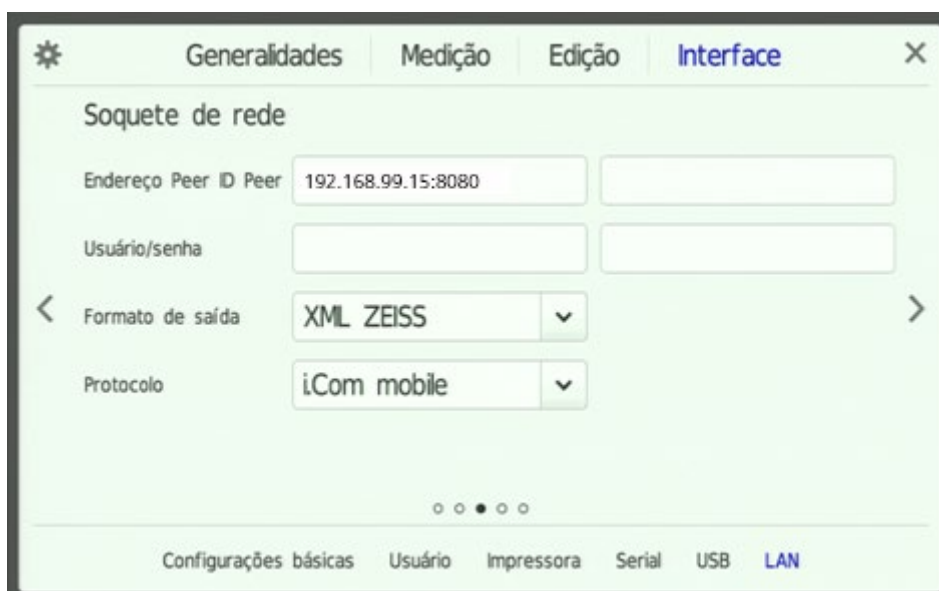 Generalidades Medição Edição Interface
Soquete de rede
Endereço Peer ID Peer 192.168.99.15:8080
Usuário/senha
Formato de saída XML ZEISS
Protocolo i.Com mobile
Configurações básicas Usuário Impressora Serial USB LAN